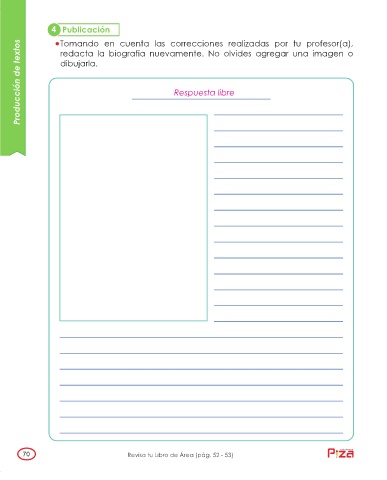 4 Publicación
Tomando en cuenta las correcciones realizadas por tu profesor(a),
redacta la biografía nuevamente. No olvides agregar una imagen o
dibujarla.
Producción de textos
Respuesta libre
70
Revisa tu Libro de Área (pág. 52 - 53)
Piza